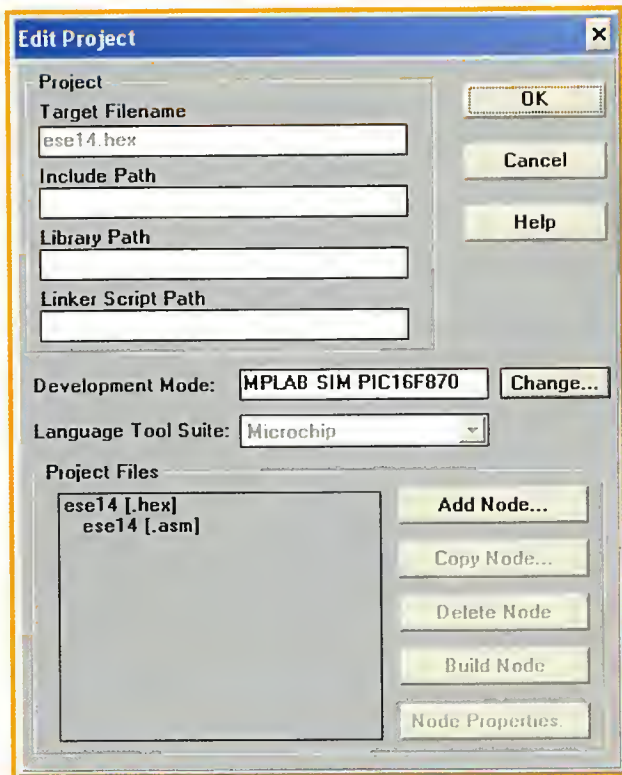 Edit Project
Project
Target Filename
ese14.hex
Include Path
Library Path
Linker Script Path
OK
Cancel
Help
Development Mode: MPLAB SIM PIC16F870 Change...
Language Tool Suite: Microchip
Project Files
ese14 [.hex]
ese14 [.asm]
Add Node...
Copy Node...
Delete Node
Build Node
Node Properties.